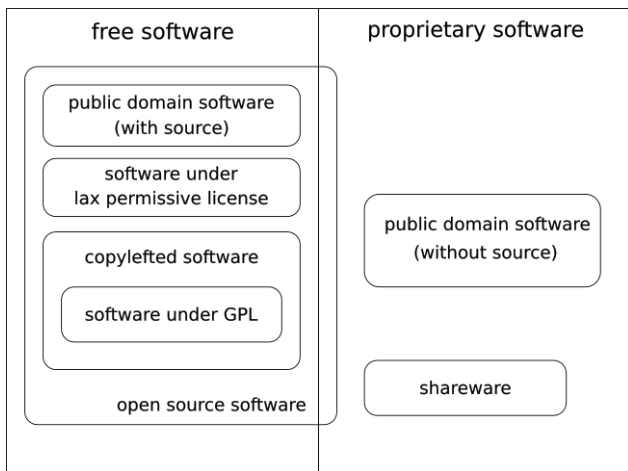 free software
proprietary software
public domain software
(with source)
software under
lax permissive license
copylefted software
software under GPL
open source software
public domain software
(without source)
shareware